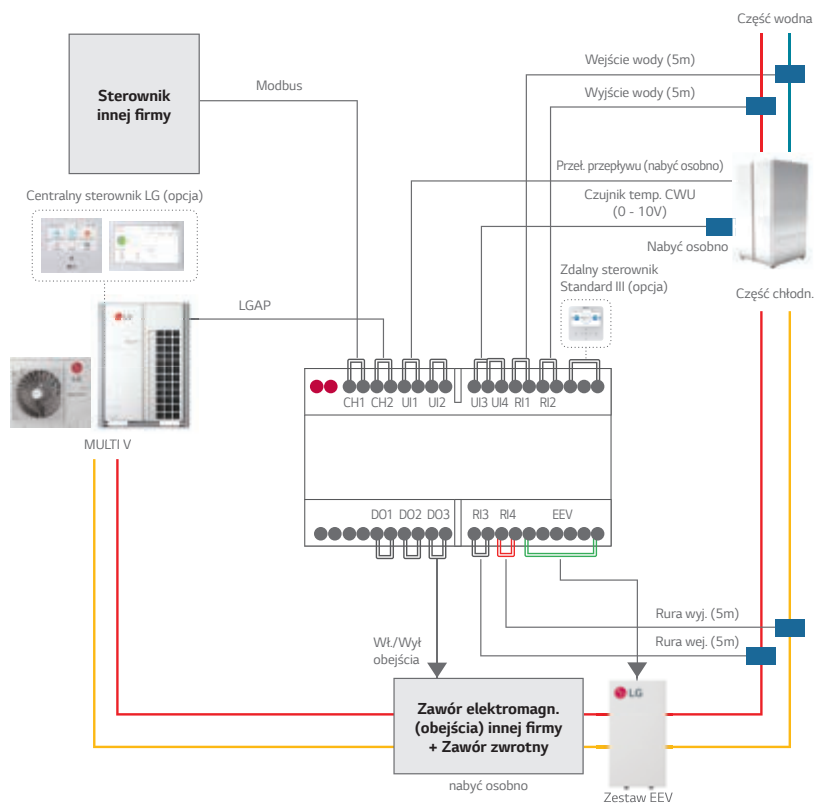 Część wodna
Wejście wody (5m)
Sterownik
innej firmy
Modbus
Wyjście wody (5m)
Przeł. przepływu (nabyć osobno)
Centralny sterownik LG (opcja)
Czujnik temp. CWU
(0 - 10V)
Nabyć osobno
Zdalny sterownik
Standard III (opcja)
Część chłodn.
LGAP
LG
LG
CH1 CH2 UI1 UI2 UI3 UI4 RI1 RI2
MULTI V
DO1 DO2 DO3 RI3 RI4 EEV
Rura wyj. (5m)
Wł./Wył
obejścia
Rura wej. (5m)
Zawór elektromagn.
(obejścia) innej firmy
+ Zawór zwrotny
LG
nabyć osobno
Zestaw EEV